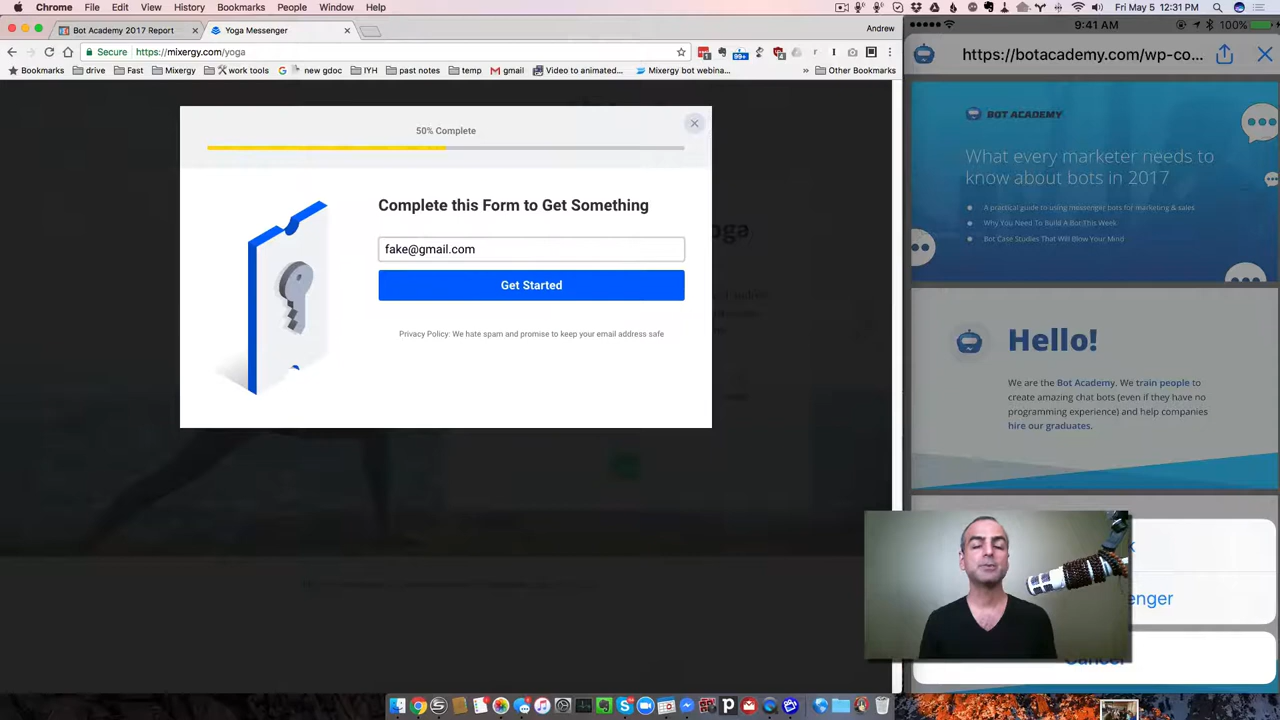 Chrome File Edit View History Bookmarks People Window Help
Fri May 5 12:31 PM
Bot Academy 2017 Report
Yoga Messenger
Andrew
Secure https://mixergy.com/yoga
99+
Bookmarks drive Fast Mixergy work tools new gdoc IYH past notes temp gmail Video to animated... Mixergy bot webina... » Other Bookmarks
50% Complete
Complete this Form to Get Something
fake@gmail.com
Get Started
Privacy Policy: We hate spam and promise to keep your email address safe
9:41 AM
100%
https://botacademy.com/wp-co...
BOT ACADEMY
What every marketer needs to
know about bots in 2017
A practical guide to using messenger bots for marketing & sales
Why You Need To Build A Bot This Week
Bot Case Studies That Will Blow Your Mind
Hello!
We are the Bot Academy. We train people to
create amazing chat bots (even if they have no
programming experience) and help companies
hire our graduates.
enger
Cancel